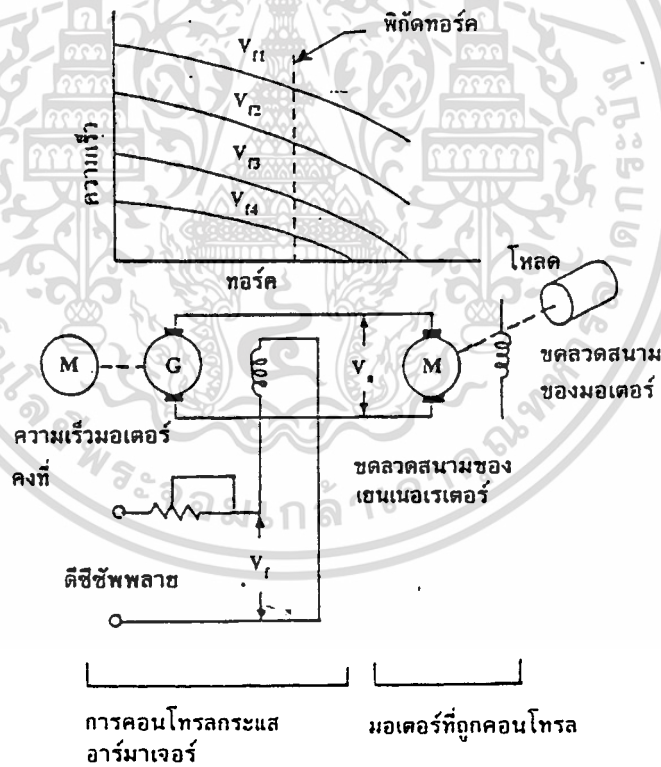 พิกัดทอร์ค
V_f1
V_f2
V_f3
V_f4
ความเร็ว
ทอร์ค
โหลด
M
G
V_a
M
ขดลวดสนาม
ของมอเตอร์
ความเร็วมอเตอร์
คงที่
ขดลวดสนามของ
เยนเนอเรเตอร์
V_f
ดีซีซัพพลาย
การคอนโทรลกระแส
อาร์มาเจอร์
มอเตอร์ที่ถูกคอนโทรล